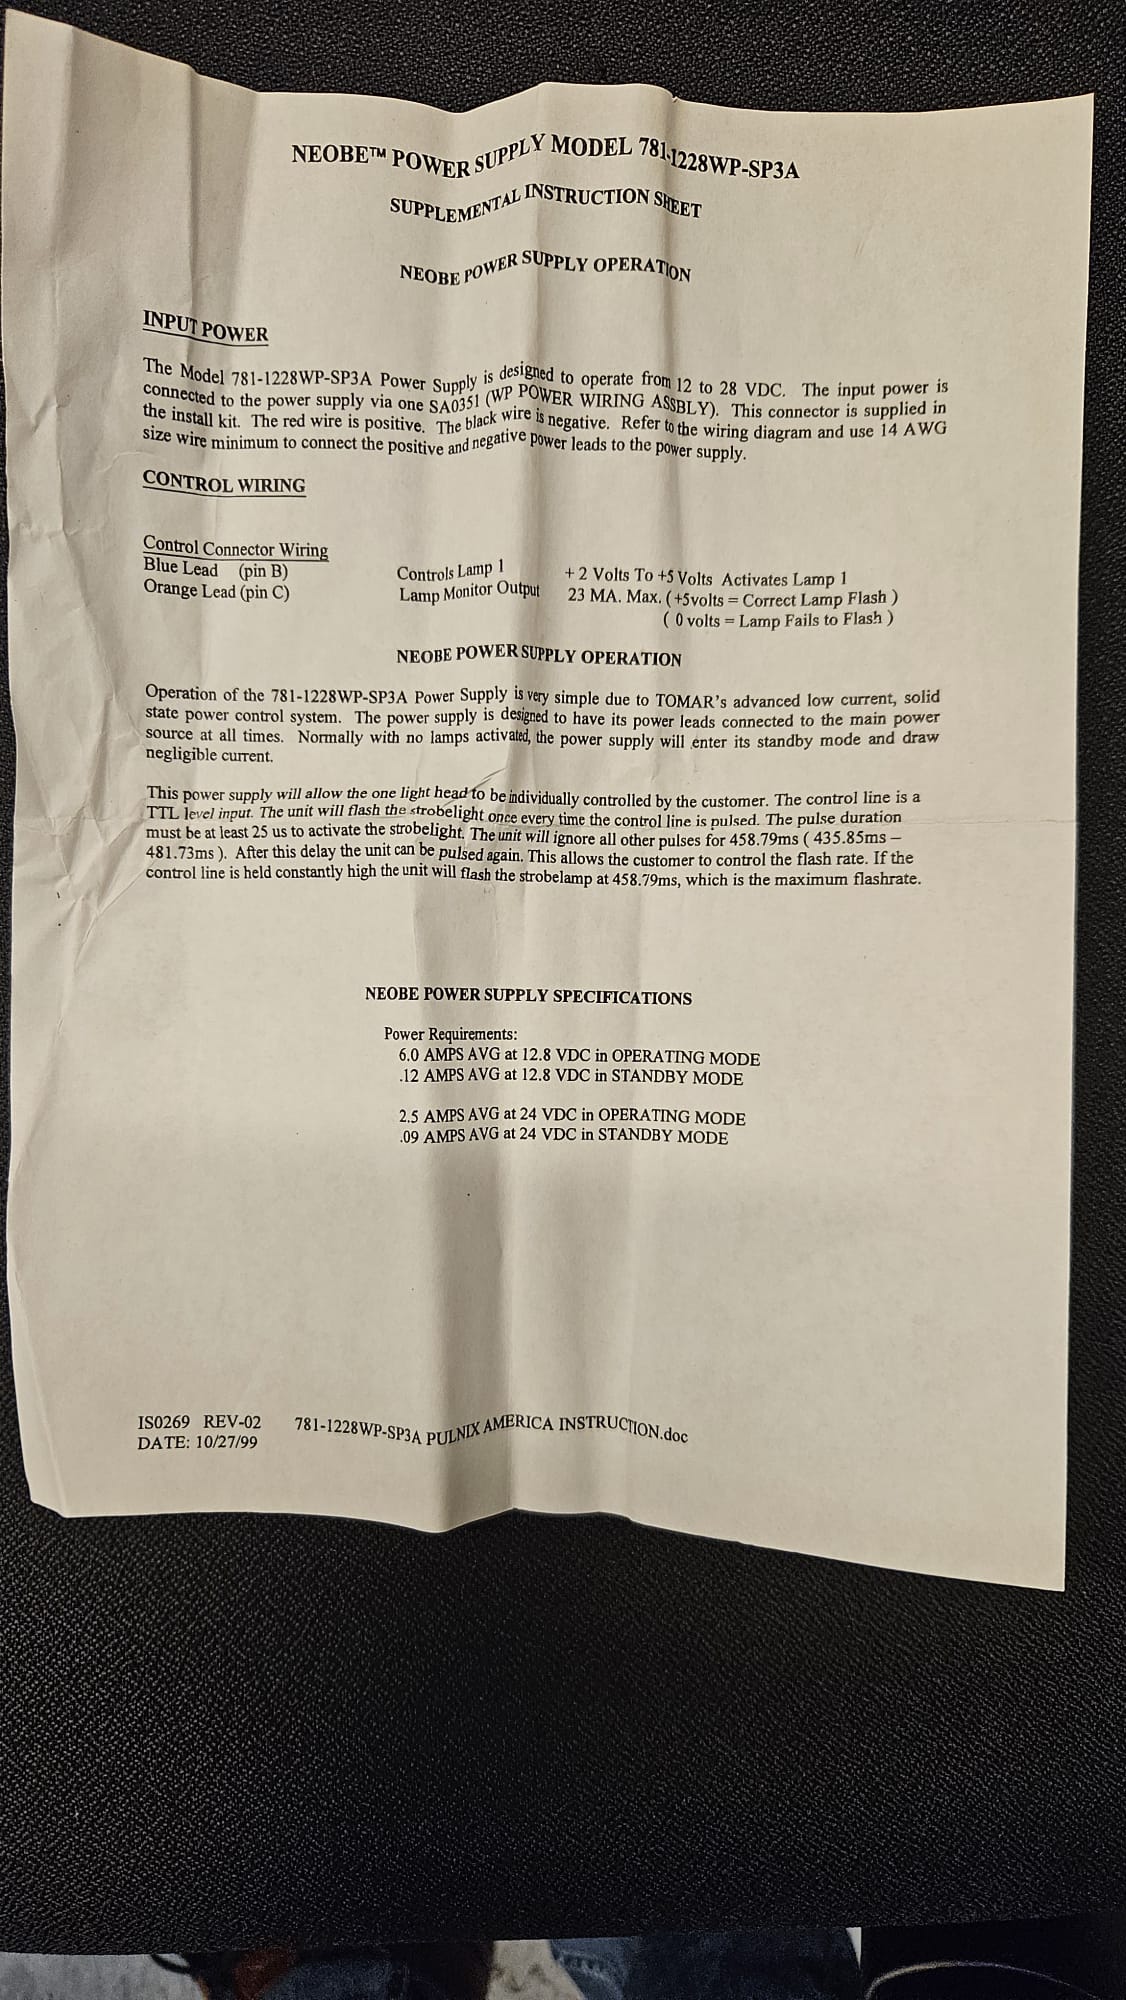 NEOBE™ POWER SUPPLY MODEL 781-1228WP-SP3A
SUPPLEMENTAL INSTRUCTION SHEET
NEOBE POWER SUPPLY OPERATION
INPUT POWER
The Model 781-1228WP-SP3A Power Supply is designed to operate from 12 to 28 VDC. The input power is
connected to the power supply via one SA0351 (WP POWER WIRING ASSBLY). This connector is supplied in
the install kit. The red wire is positive. The black wire is negative. Refer to the wiring diagram and use 14 AWG
size wire minimum to connect the positive and negative power leads to the power supply.
CONTROL WIRING
Control Connector Wiring
Blue Lead (pin B) Controls Lamp 1 + 2 Volts To +5 Volts Activates Lamp 1
Orange Lead (pin C) Lamp Monitor Output 23 MA. Max. ( +5volts = Correct Lamp Flash )
( 0 volts = Lamp Fails to Flash )
NEOBE POWER SUPPLY OPERATION
Operation of the 781-1228WP-SP3A Power Supply is very simple due to TOMAR's advanced low current, solid
state power control system. The power supply is designed to have its power leads connected to the main power
source at all times. Normally with no lamps activated, the power supply will enter its standby mode and draw
negligible current.
This power supply will allow the one light head to be individually controlled by the customer. The control line is a
TTL level input. The unit will flash the strobelight once every time the control line is pulsed. The pulse duration
must be at least 25 us to activate the strobelight. The unit will ignore all other pulses for 458.79ms ( 435.85ms –
481.73ms ). After this delay the unit can be pulsed again. This allows the customer to control the flash rate. If the
control line is held constantly high the unit will flash the strobelamp at 458.79ms, which is the maximum flashrate.
NEOBE POWER SUPPLY SPECIFICATIONS
Power Requirements:
6.0 AMPS AVG at 12.8 VDC in OPERATING MODE
.12 AMPS AVG at 12.8 VDC in STANDBY MODE
2.5 AMPS AVG at 24 VDC in OPERATING MODE
.09 AMPS AVG at 24 VDC in STANDBY MODE
IS0269 REV-02 781-1228WP-SP3A PULNIX AMERICA INSTRUCTION.doc
DATE: 10/27/99